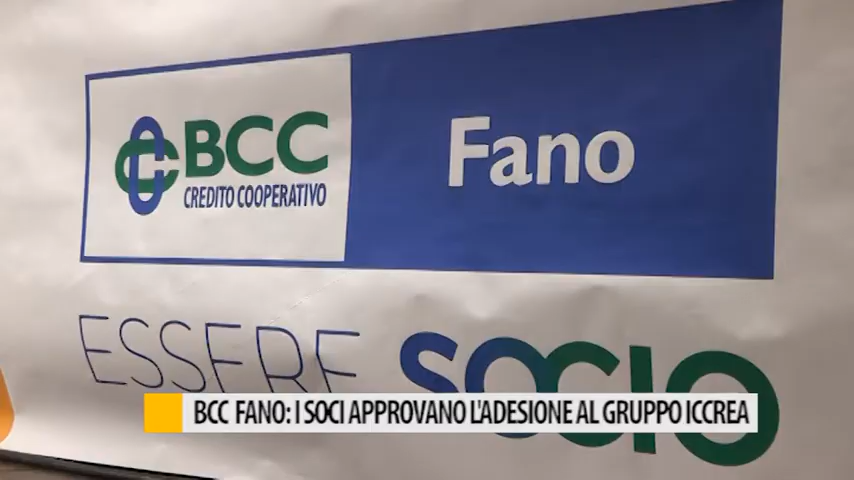 BCC
CREDITO COOPERATIVO
Fano
ESSERE SOCIO
BCC FANO: I SOCI APPROVANO L'ADESIONE AL GRUPPO ICCREA